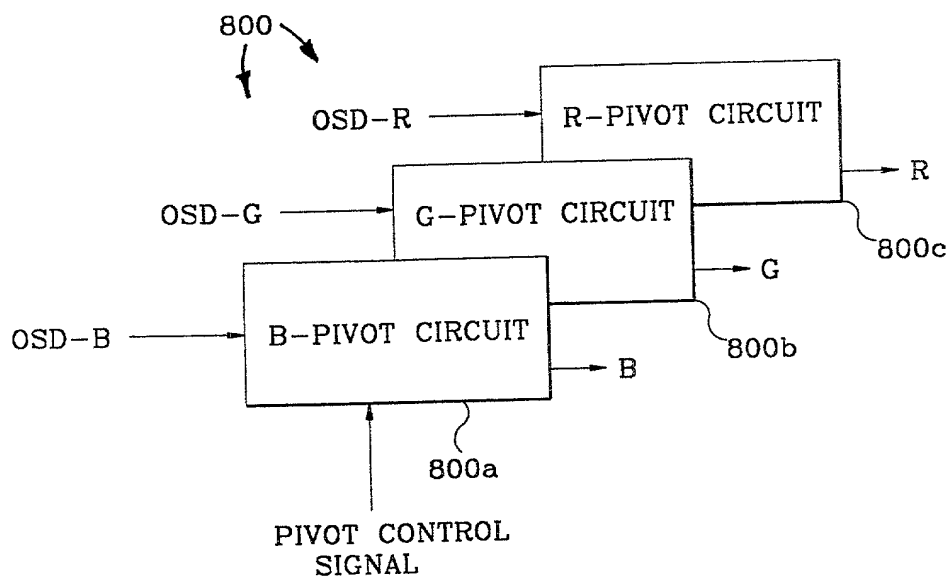 800
OSD-R
R-PIVOT CIRCUIT
R
800c
OSD-G
G-PIVOT CIRCUIT
G
800b
OSD-B
B-PIVOT CIRCUIT
B
800a
PIVOT CONTROL
SIGNAL